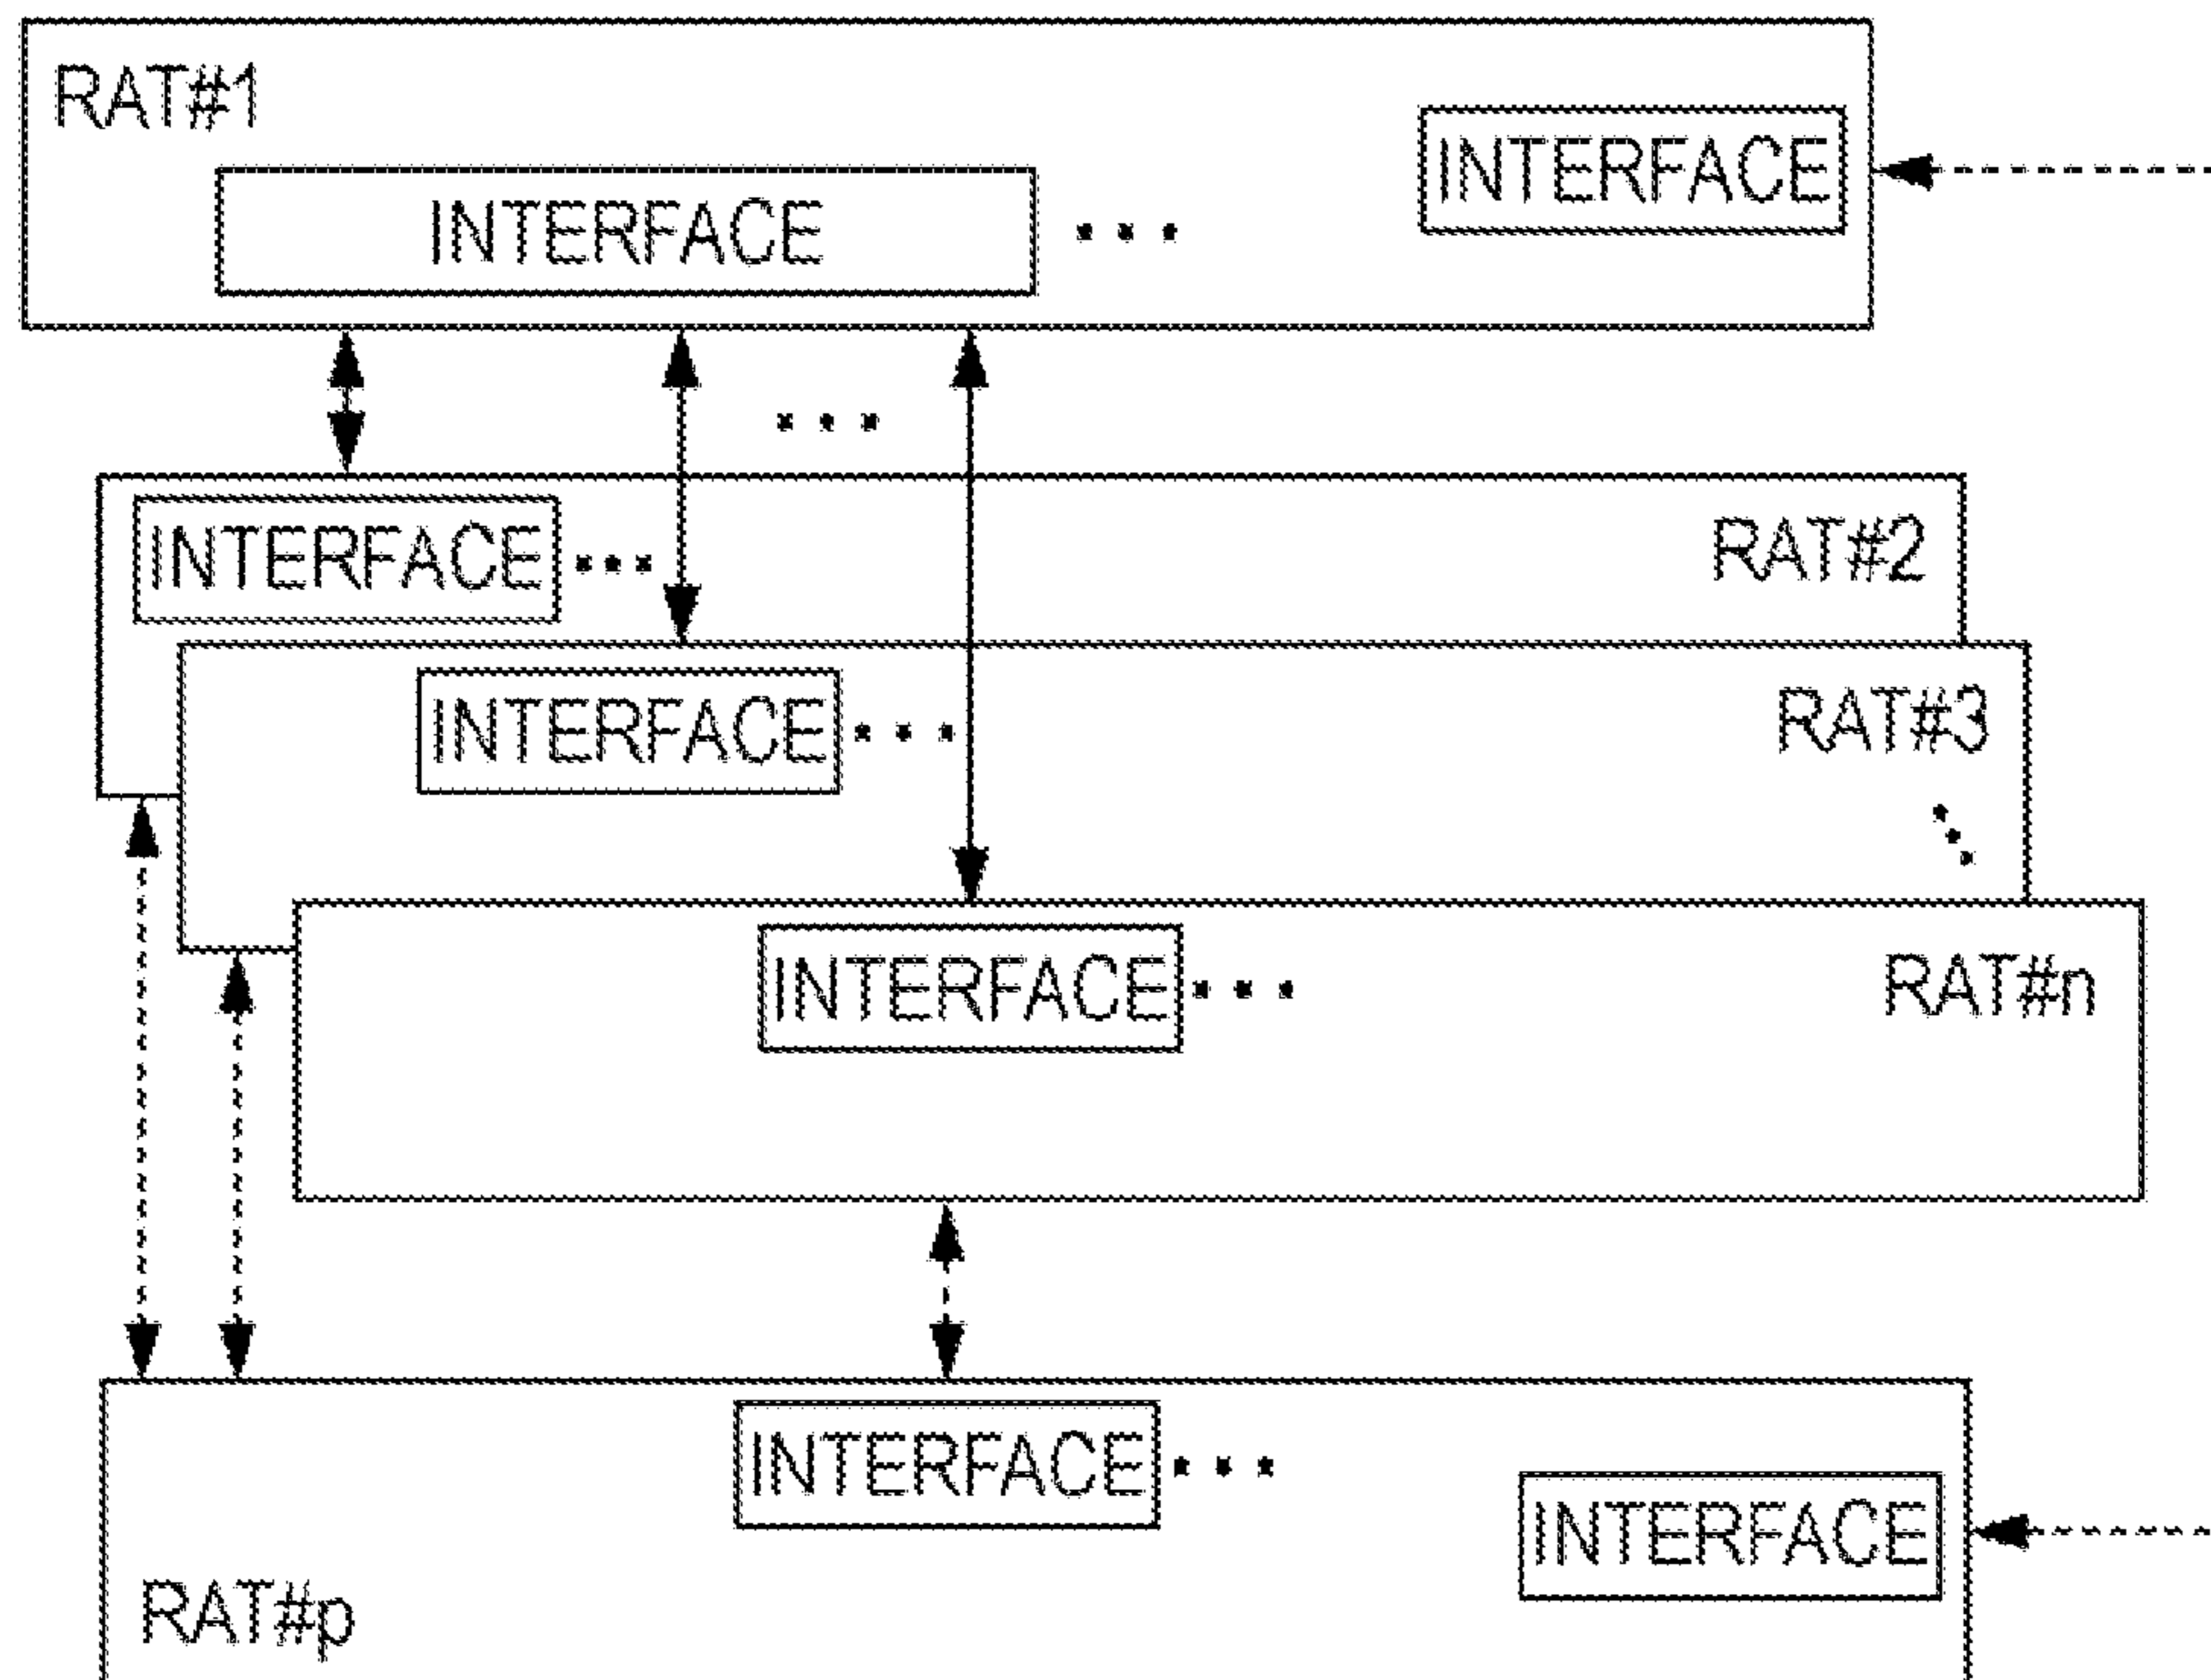 RAT#1
INTERFACE
...
INTERFACE
...
INTERFACE
...
RAT#2
INTERFACE
...
RAT#3
...
INTERFACE
...
RAT#n
INTERFACE
...
INTERFACE
RAT#p